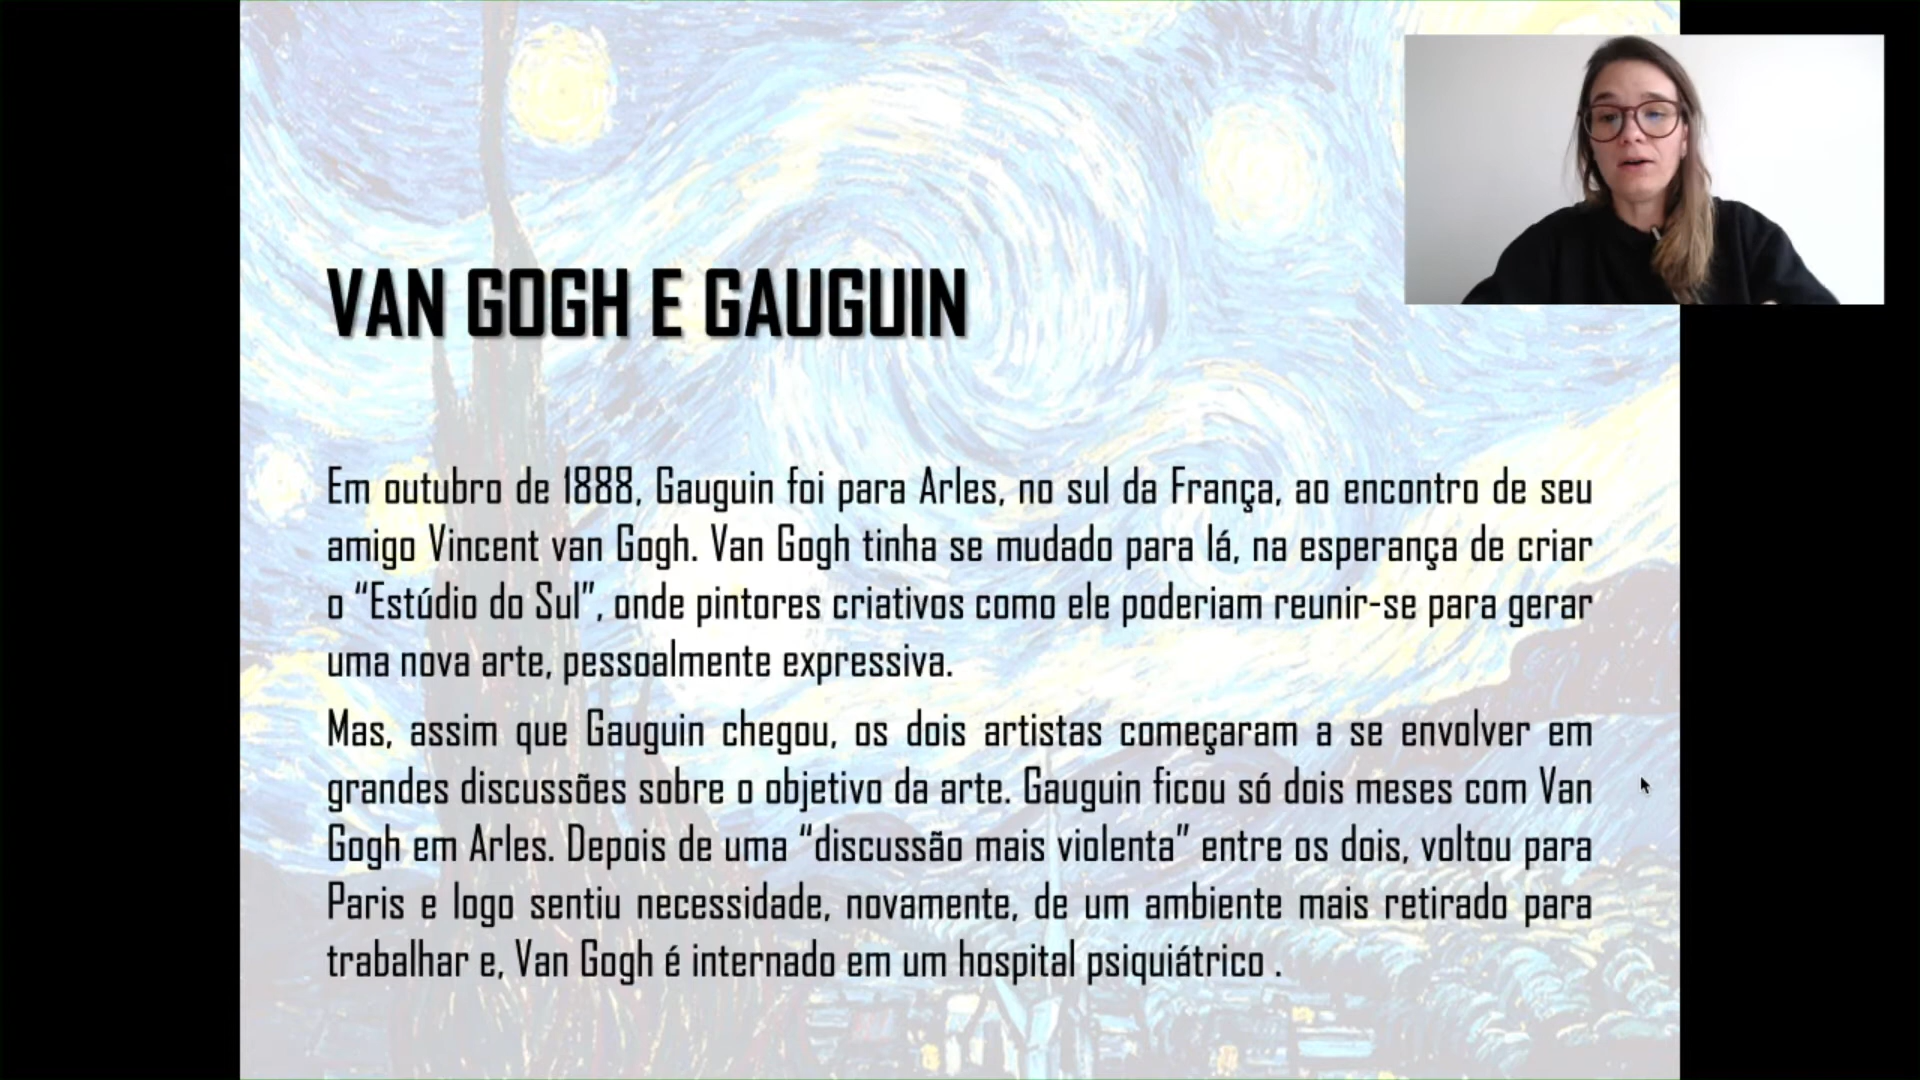 VAN GOGH E GAUGUIN
Em outubro de 1888, Gauguin foi para Arles, no sul da França, ao encontro de seu
amigo Vincent van Gogh. Van Gogh tinha se mudado para lá, na esperança de criar
o “Estúdio do Sul”, onde pintores criativos como ele poderiam reunir-se para gerar
uma nova arte, pessoalmente expressiva.
Mas, assim que Gauguin chegou, os dois artistas começaram a se envolver em
grandes discussões sobre o objetivo da arte. Gauguin ficou só dois meses com Van
Gogh em Arles. Depois de uma “discussão mais violenta” entre os dois, voltou para
Paris e logo sentiu necessidade, novamente, de um ambiente mais retirado para
trabalhar e, Van Gogh é internado em um hospital psiquiátrico .